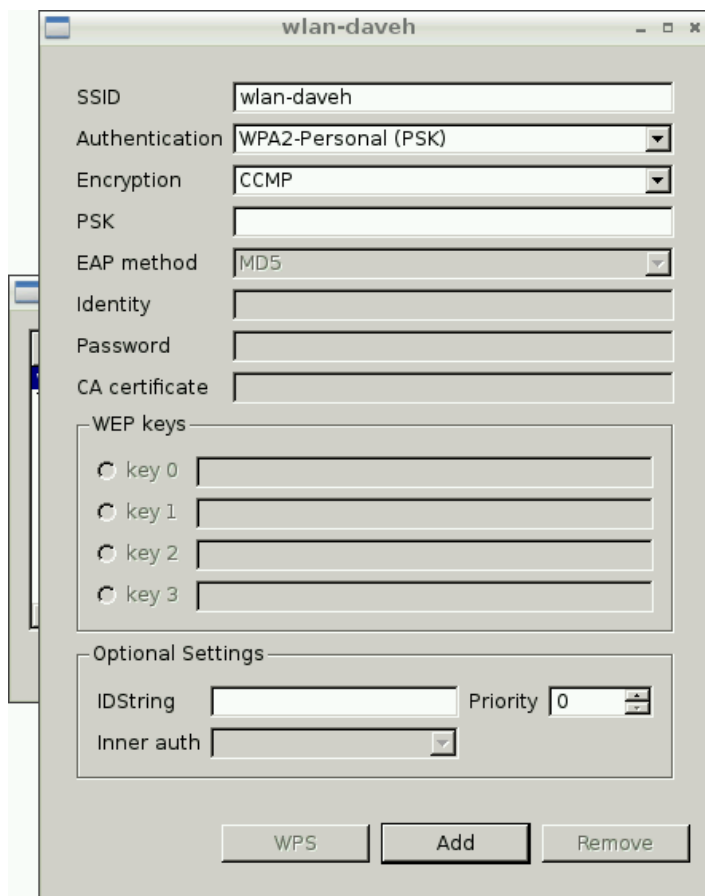 wlan-daveh
SSID wlan-daveh
Authentication WPA2-Personal (PSK)
Encryption CCMP
PSK
EAP method MD5
Identity
Password
CA certificate
WEP keys
key 0
key 1
key 2
key 3
Optional Settings
IDString Priority 0
Inner auth
WPS Add Remove